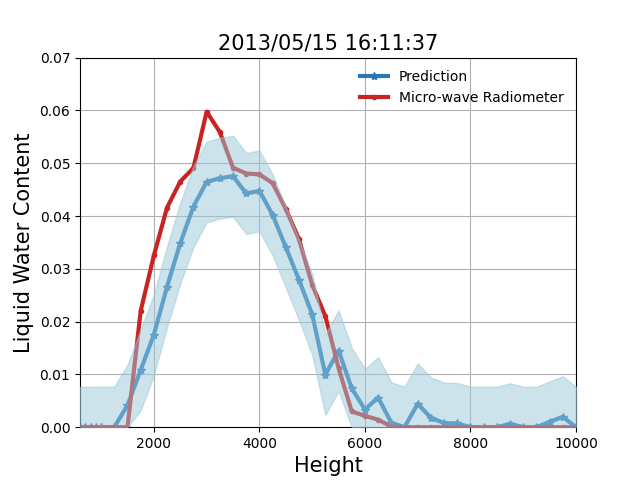 2013/05/15 16:11:37
0.07
0.06
0.05
0.04
0.03
0.02
0.01
0.00
Liquid Water Content
Prediction
Micro-wave Radiometer
2000 4000 6000 8000 10000
Height